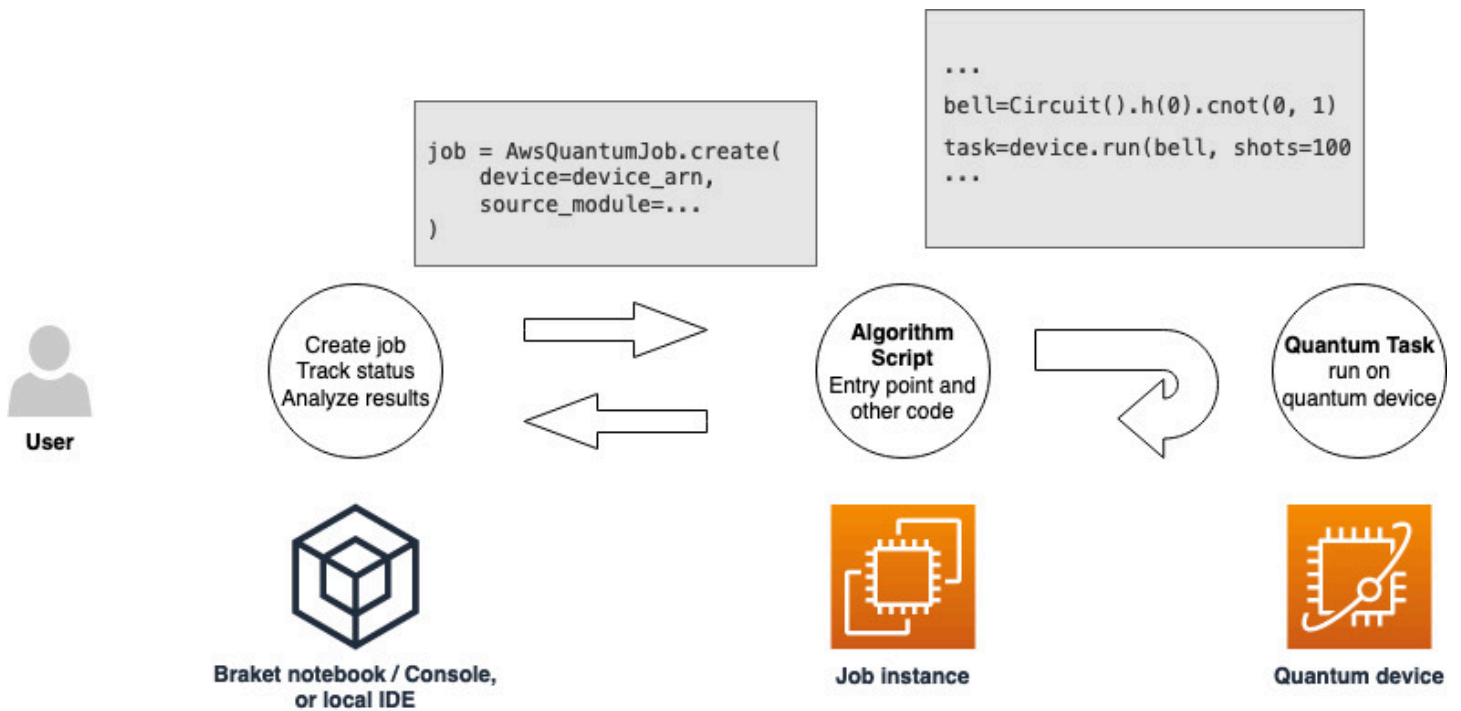 ...
bell=Circuit().h(0).cnot(0, 1)
task=device.run(bell, shots=100
...
job = AwsQuantumJob.create(
    device=device_arn,
    source_module=...
)
User
Create job
Track status
Analyze results
Algorithm
Script
Entry point and
other code
Quantum Task
run on
quantum device
Braket notebook / Console,
or local IDE
Job instance
Quantum device